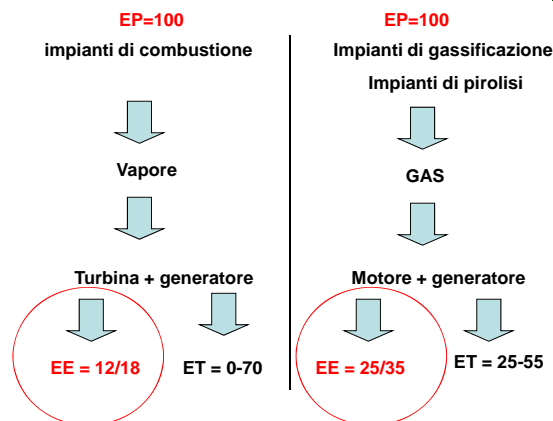 EP=100
impianti di combustione
Vapore
Turbina + generatore
EE = 12/18
ET = 0-70
EP=100
Impianti di gassificazione
Impianti di pirolisi
GAS
Motore + generatore
EE = 25/35
ET = 25-55